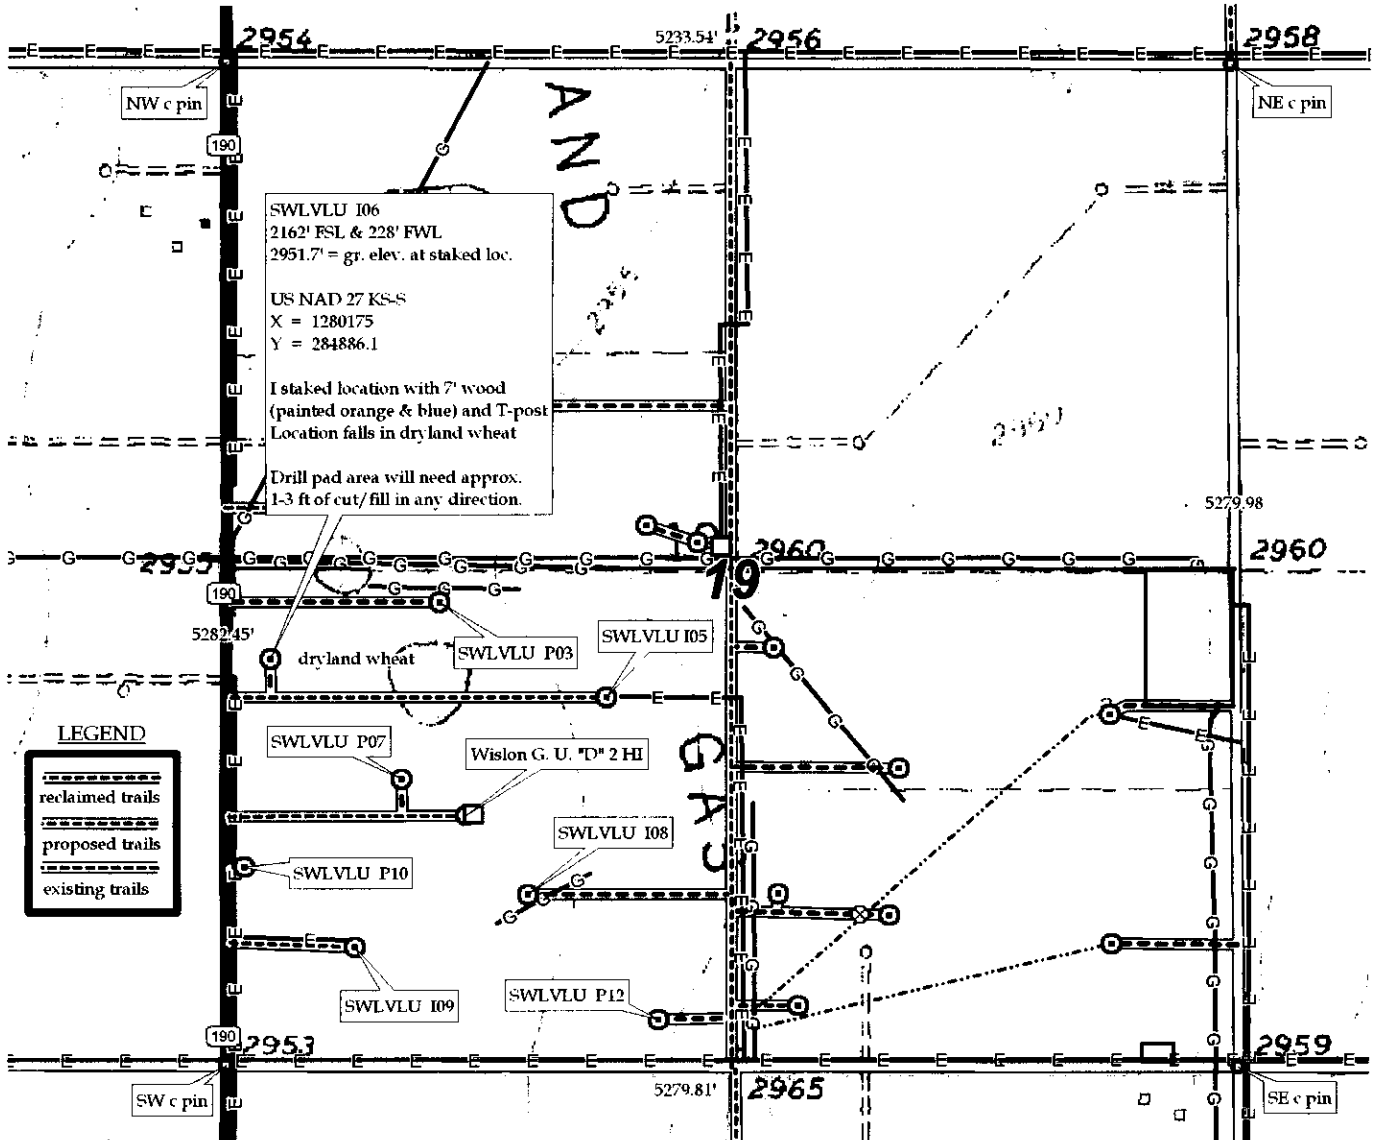 2954
5233.54'
2956
2958
NW c pin
NE c pin
190
AND
SWLVLU I06
2162' FSL & 228' FWL
2951.7' = gr. elev. at staked loc.
US NAD 27 KS-S
X = 1280175
Y = 284886.1
I staked location with 7' wood
(painted orange & blue) and T-post
Location falls in dryland wheat
Drill pad area will need approx.
1-3 ft of cut/fill in any direction.
2955
5279.98
2960
2960
19
190
5282.45'
SWLVLU P03
SWLVLU I05
dryland wheat
LEGEND
reclaimed trails
proposed trails
existing trails
SWLVLU P07
Wislon G. U. "D" 2 HI
GAS
SWLVLU I08
SWLVLU P10
SWLVLU I09
SWLVLU P12
190
2953
2959
5279.81'
2965
SW c pin
SE c pin